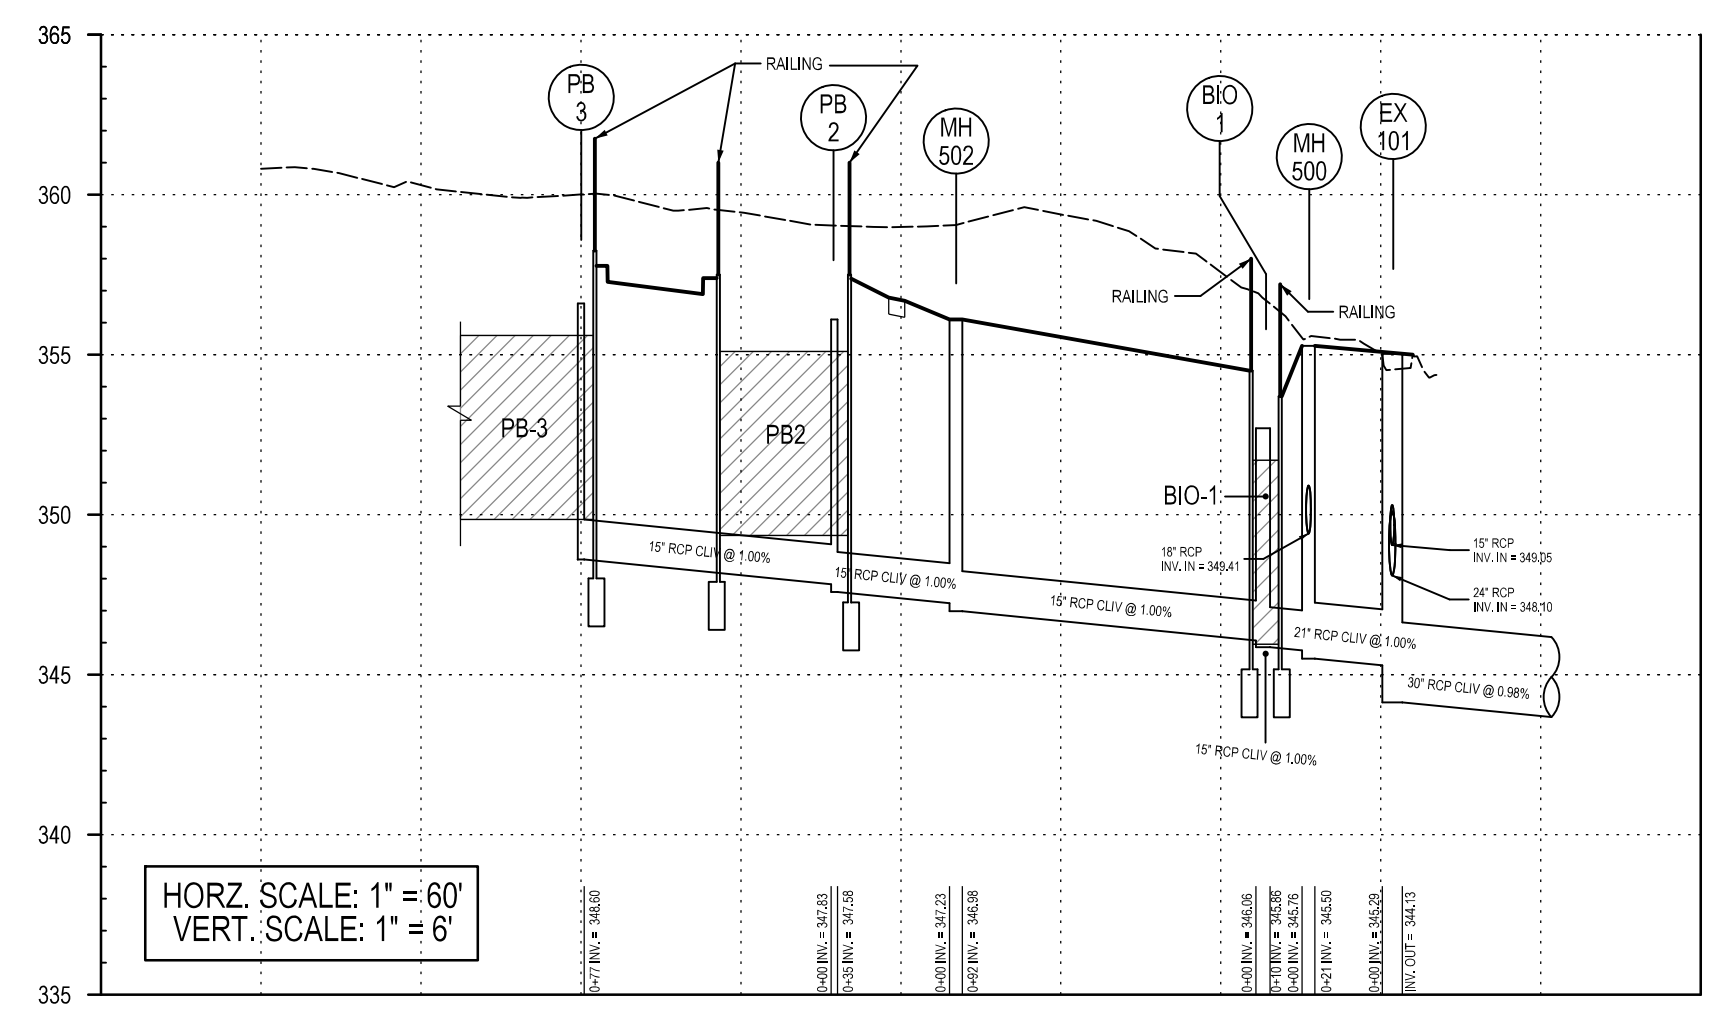 365
360
355
350
345
340
335
PB
3
RAILING
PB
2
MH
502
BIO
1
MH
500
EX
101
RAILING
RAILING
PB-3
PB2
BIO-1
18" RCP
INV. IN = 349.41
15" RCP
INV. IN = 349.05
24" RCP
INV. IN = 348.10
15" RCP CLIV @ 1.00%
15" RCP CLIV @ 1.00%
15" RCP CLIV @ 1.00%
21" RCP CLIV @ 1.00%
30" RCP CLIV @ 0.98%
15" RCP CLIV @ 1.00%
HORZ. SCALE: 1" = 60'
VERT. SCALE: 1" = 6'
0+77 INV. = 348.60
0+00 INV. = 347.83
0+35 INV. = 347.58
0+00 INV. = 347.23
0+92 INV. = 346.98
0+00 INV. = 346.06
0+10 INV. = 345.86
0+00 INV. = 345.76
0+21 INV. = 345.50
0+00 INV. = 345.29
INV. OUT = 344.13